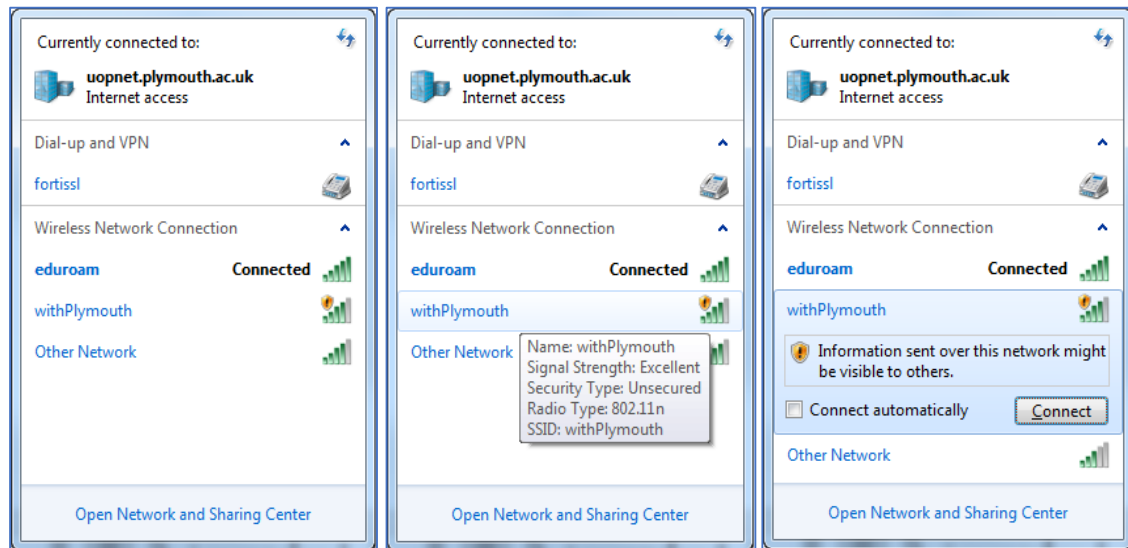 Currently connected to:
uopnet.plymouth.ac.uk
Internet access
Dial-up and VPN
fortissl
Wireless Network Connection
eduroam Connected
withPlymouth
Other Network
Open Network and Sharing Center
Currently connected to:
uopnet.plymouth.ac.uk
Internet access
Dial-up and VPN
fortissl
Wireless Network Connection
eduroam Connected
withPlymouth
Other Network
Name: withPlymouth
Signal Strength: Excellent
Security Type: Unsecured
Radio Type: 802.11n
SSID: withPlymouth
Open Network and Sharing Center
Currently connected to:
uopnet.plymouth.ac.uk
Internet access
Dial-up and VPN
fortissl
Wireless Network Connection
eduroam Connected
withPlymouth
Information sent over this network might
be visible to others.
Connect automatically Connect
Other Network
Open Network and Sharing Center